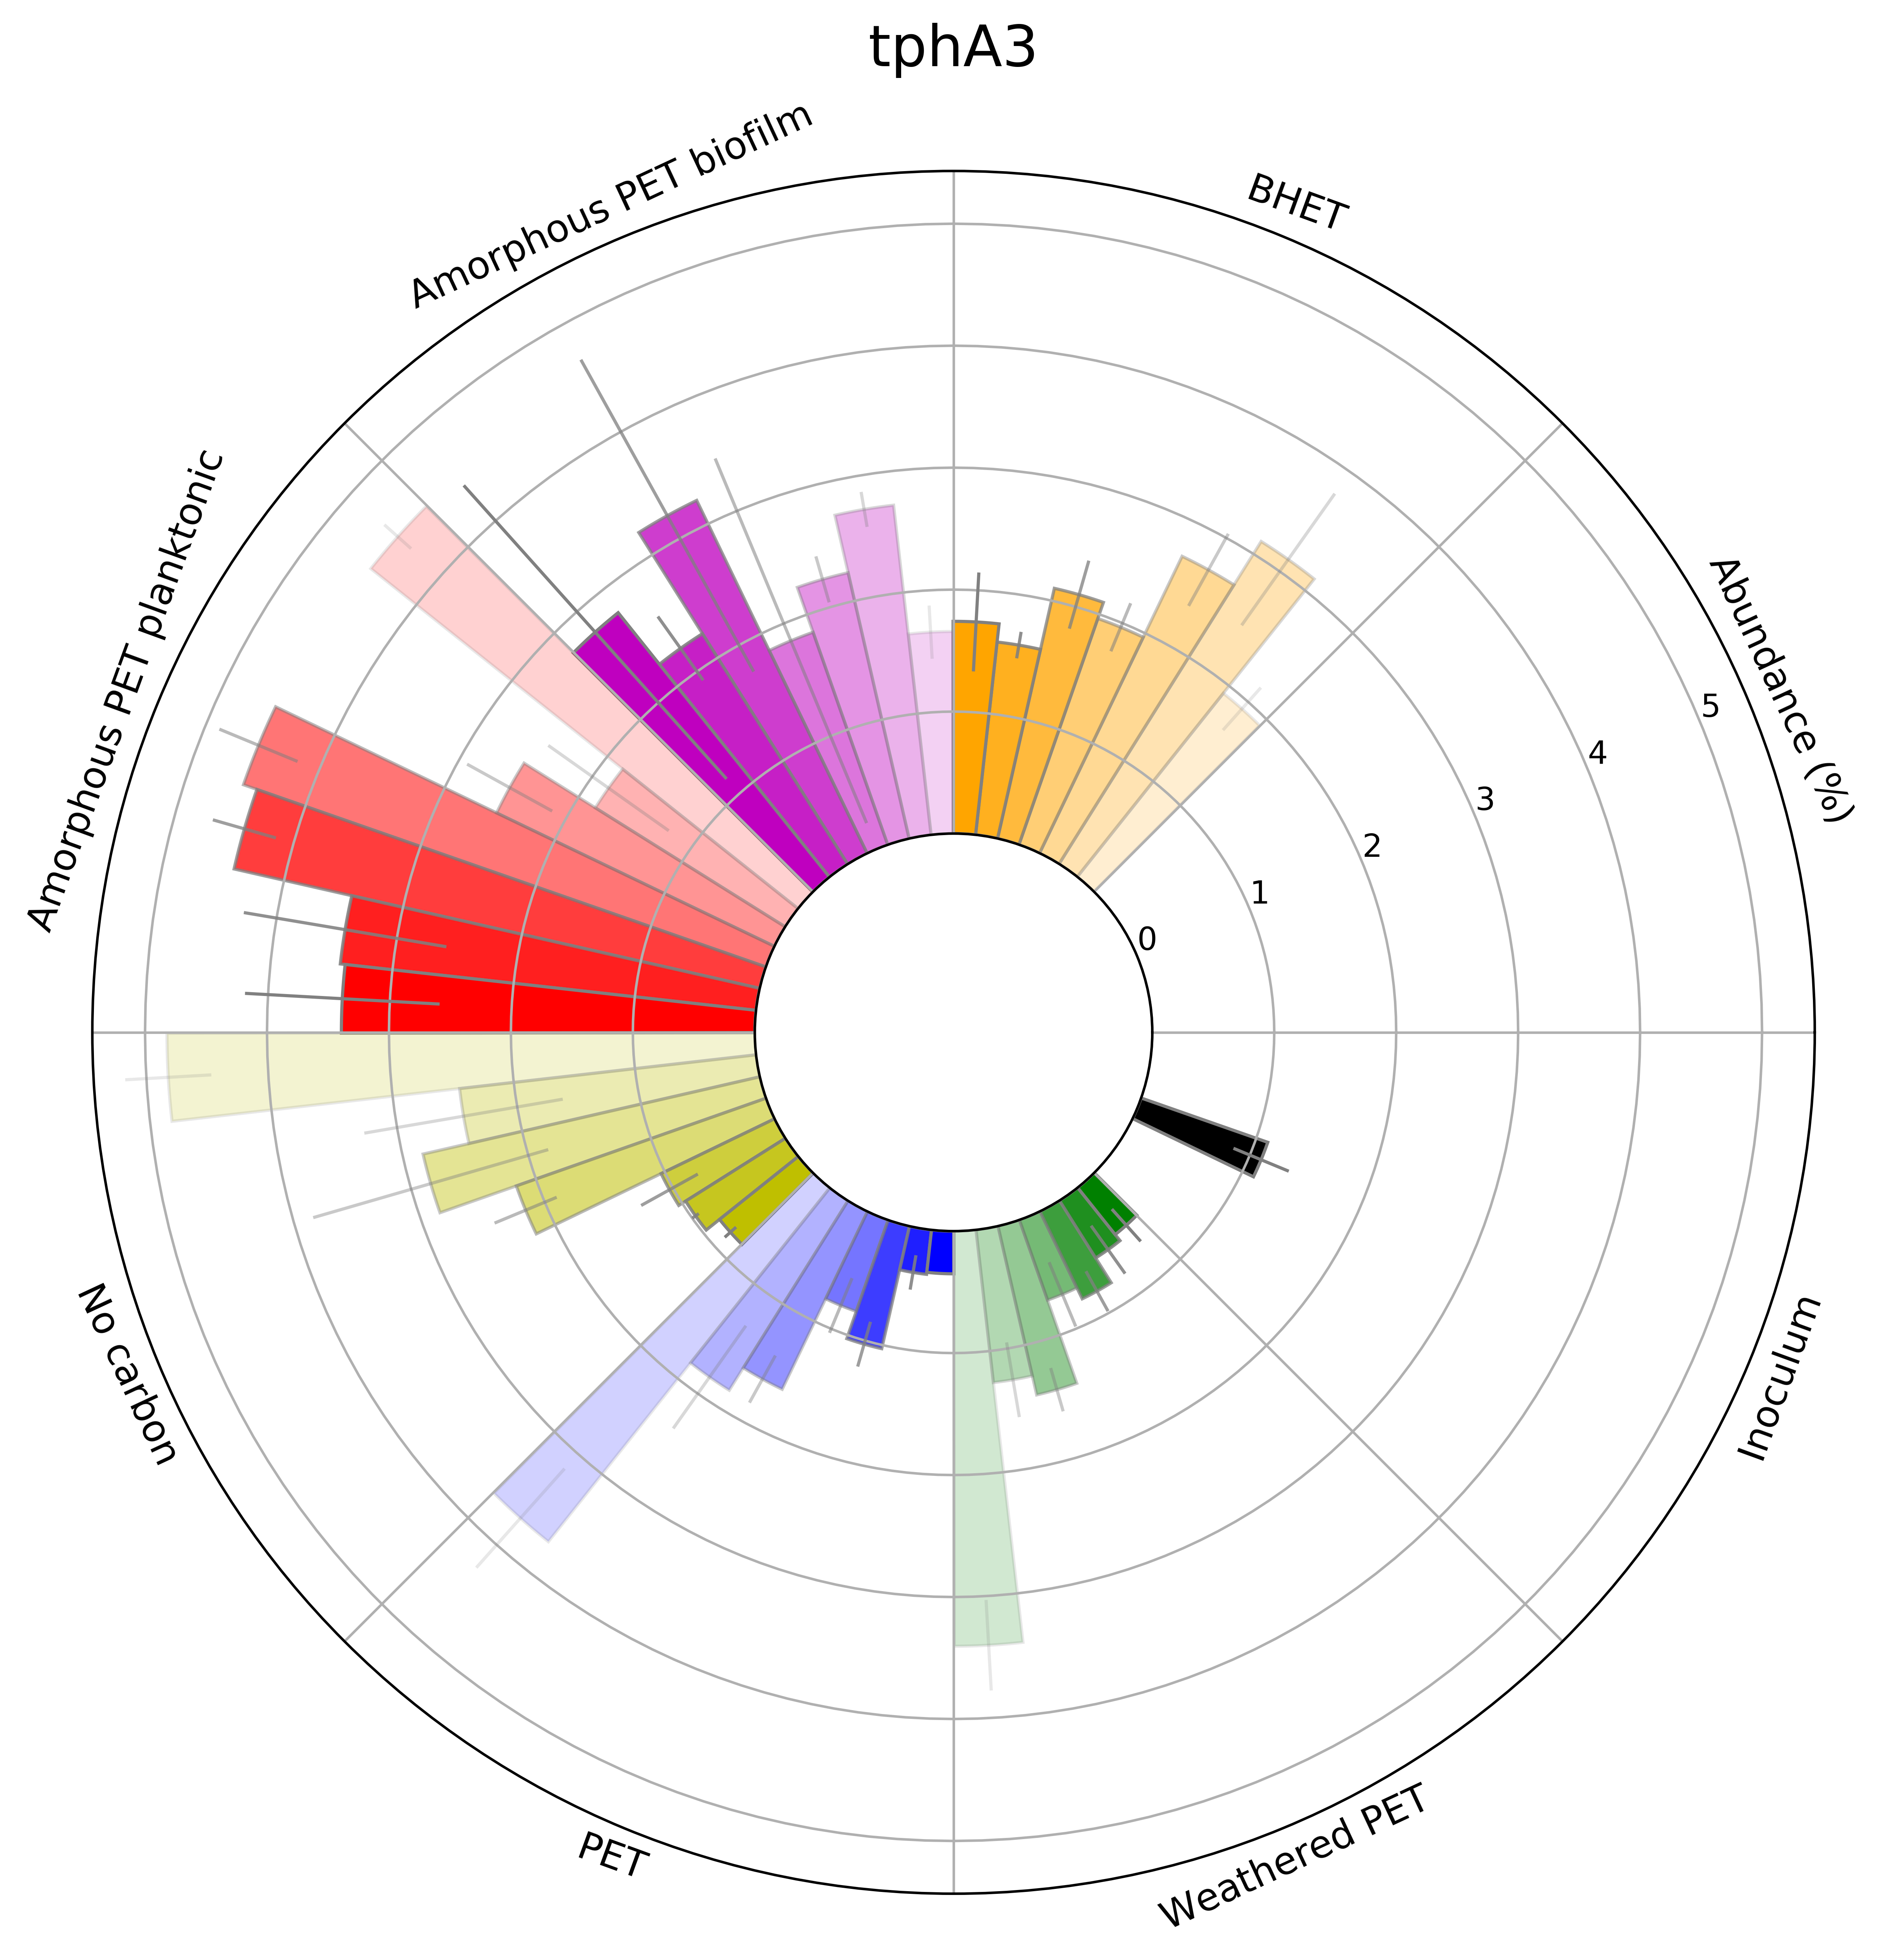 tphA3
Amorphous PET biofilm
BHET
Amorphous PET planktonic
Abundance (%)
5
4
3
2
1
0
No carbon
Inoculum
PET
Weathered PET